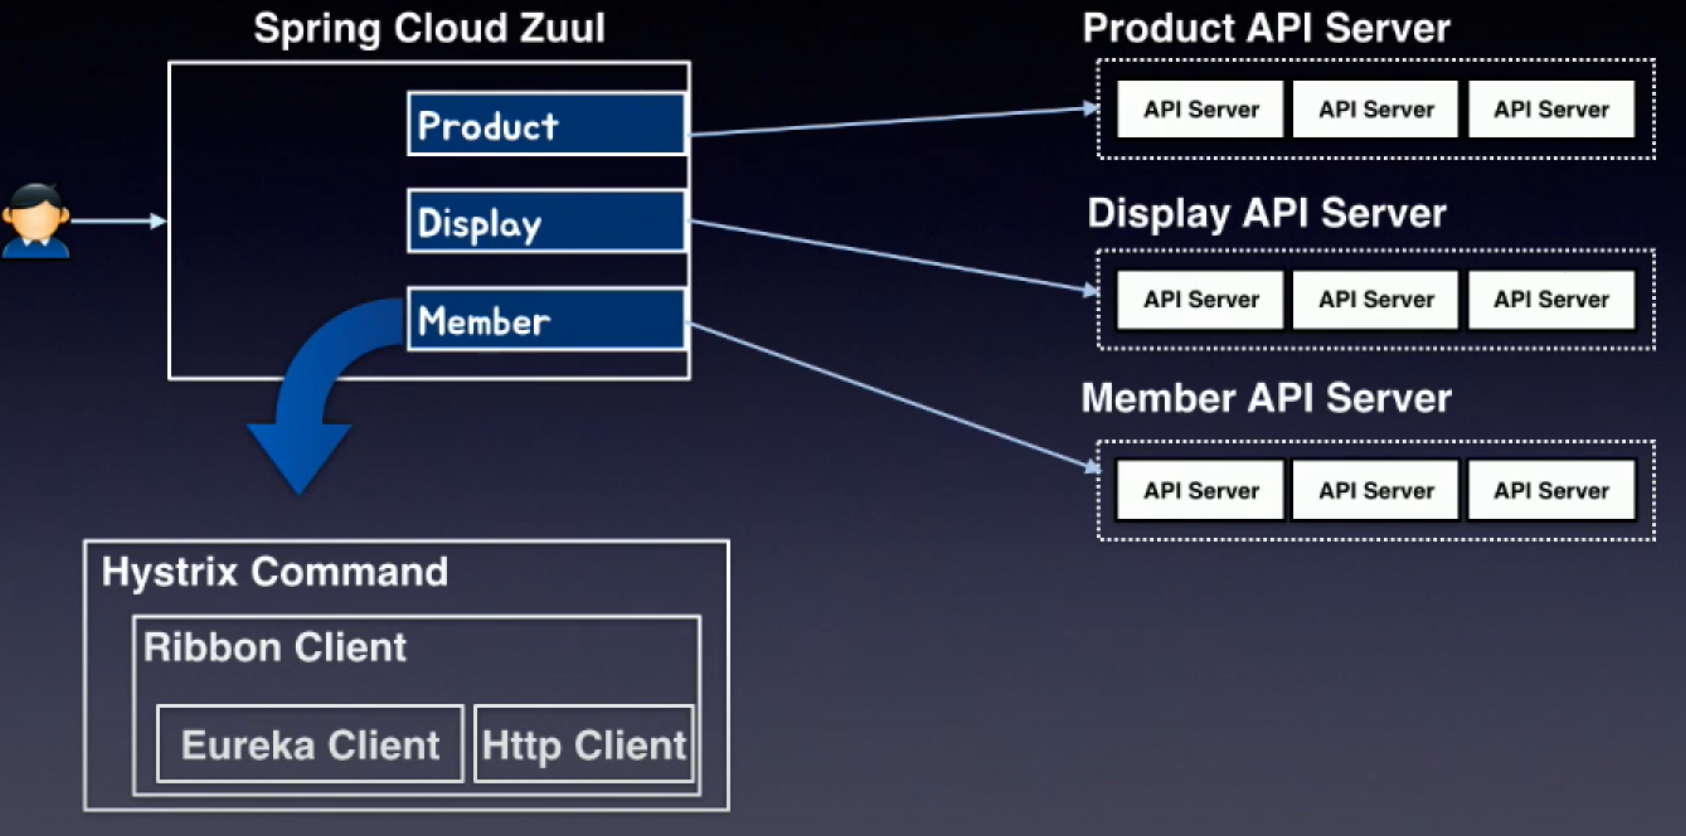 Spring Cloud Zuul
Product
Display
Member
Hystrix Command
Ribbon Client
Eureka Client
Http Client
Product API Server
API Server
API Server
API Server
Display API Server
API Server
API Server
API Server
Member API Server
API Server
API Server
API Server